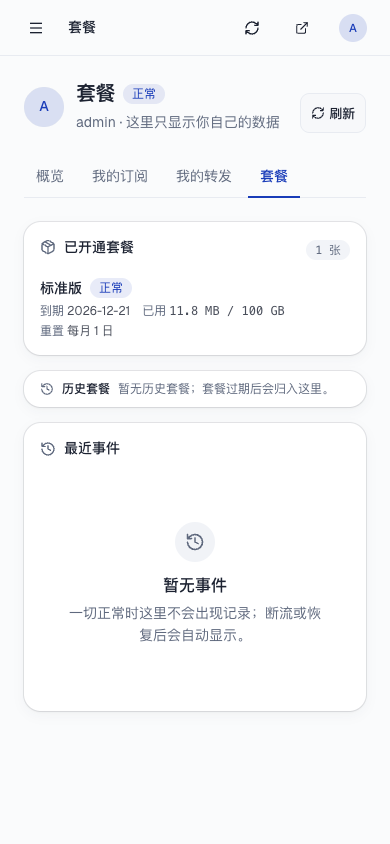 套餐
A
A
套餐 正常
admin · 这里只显示你自己的数据
刷新
概览 我的订阅 我的转发 套餐
已开通套餐
1 张
标准版 正常
到期 2026-12-21 已用 11.8 MB / 100 GB
重置 每月 1 日
历史套餐 暂无历史套餐；套餐过期后会归入这里。
最近事件
暂无事件
一切正常时这里不会出现记录；断流或恢
复后会自动显示。